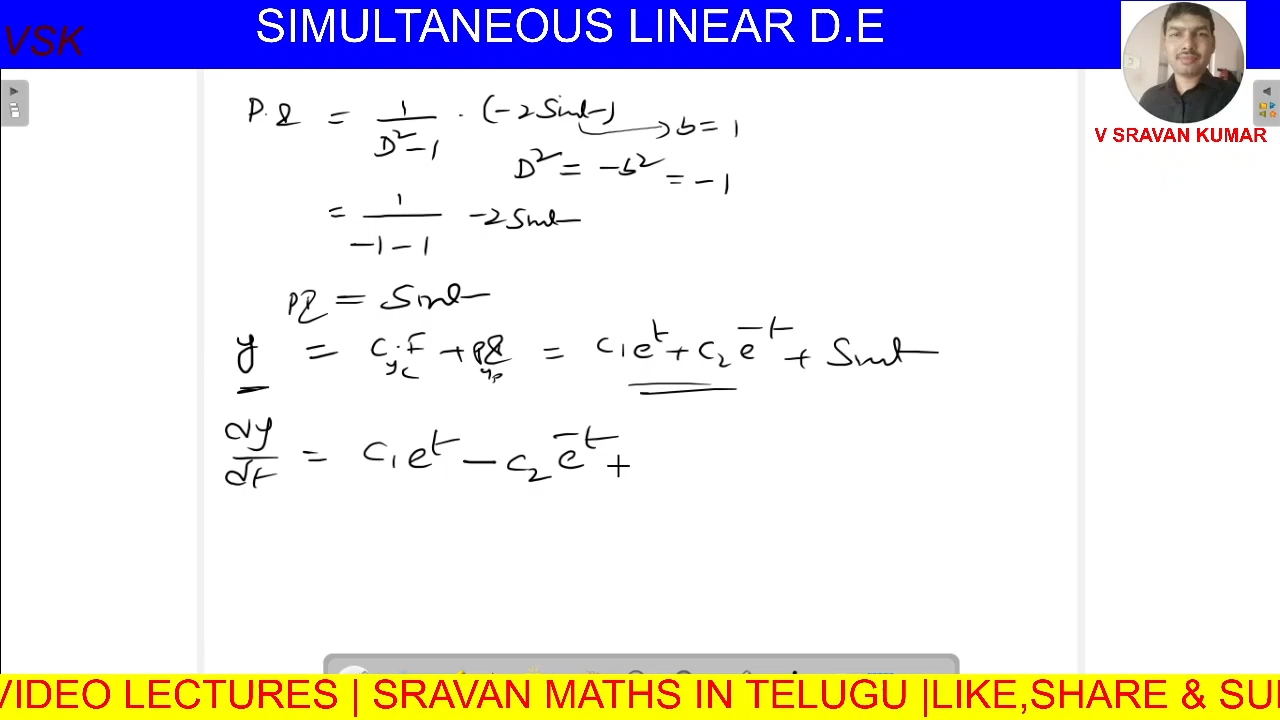 VSK
SIMULTANEOUS LINEAR D.E
V SRAVAN KUMAR
P.I = 1/(D²-1) · (-2 Sint) → b = 1
D² = -b² = -1
= 1/(-1-1) -2 Sint
PI = Sint
y = C.F + PI = c₁eᵗ + c₂e⁻ᵗ + Sint
yc yp
dy/dt = c₁eᵗ - c₂e⁻ᵗ +
VIDEO LECTURES | SRAVAN MATHS IN TELUGU |LIKE,SHARE & SU